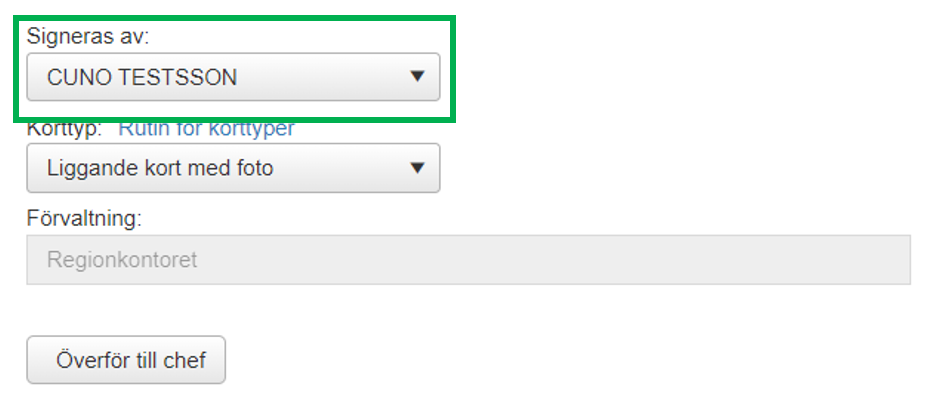 Signeras av:
CUNO TESTSSON
Korttyp: Rutin för korttyper
Liggande kort med foto
Förvaltning:
Regionkontoret
Överför till chef